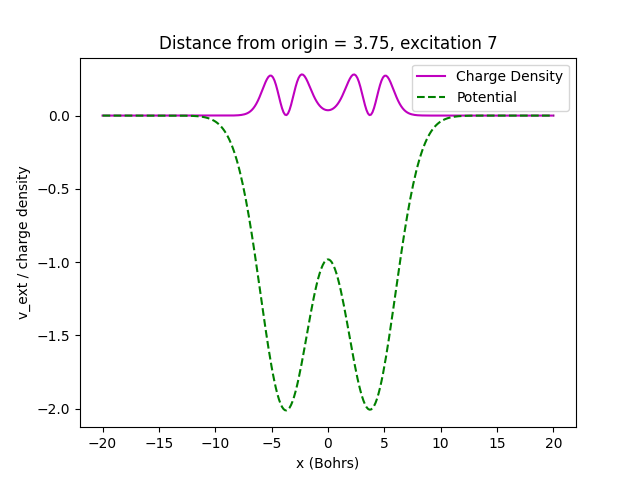 Distance from origin = 3.75, excitation 7
Charge Density
Potential
v_ext / charge density
0.0
−0.5
−1.0
−1.5
−2.0
−20 −15 −10 −5 0 5 10 15 20
x (Bohrs)